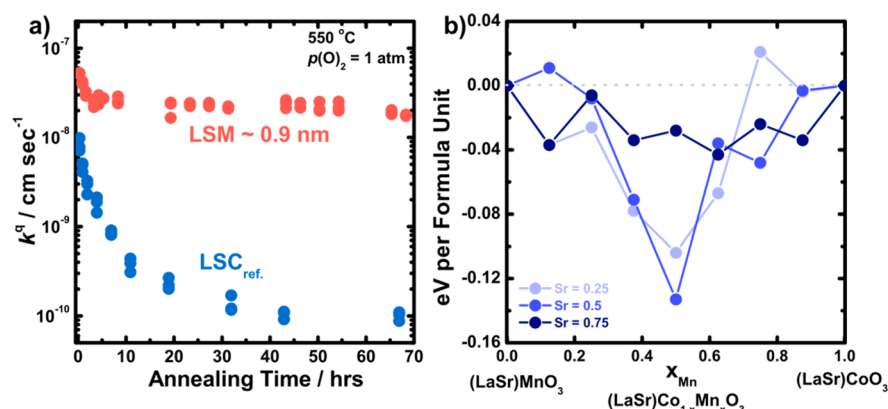 a)
550 °C
p(O)₂ = 1 atm
LSM ~ 0.9 nm
LSC_ref.
k^q / cm sec⁻¹
10⁻⁷
10⁻⁸
10⁻⁹
10⁻¹⁰
0 10 20 30 40 50 60 70
Annealing Time / hrs
b)
eV per Formula Unit
0.04
0.00
-0.04
-0.08
-0.12
-0.16
Sr = 0.25
Sr = 0.5
Sr = 0.75
0.0 0.2 0.4 0.6 0.8 1.0
(LaSr)MnO₃
x_Mn
(LaSr)CoO₃
(LaSr)Co₁₋ₓMnₓO₃